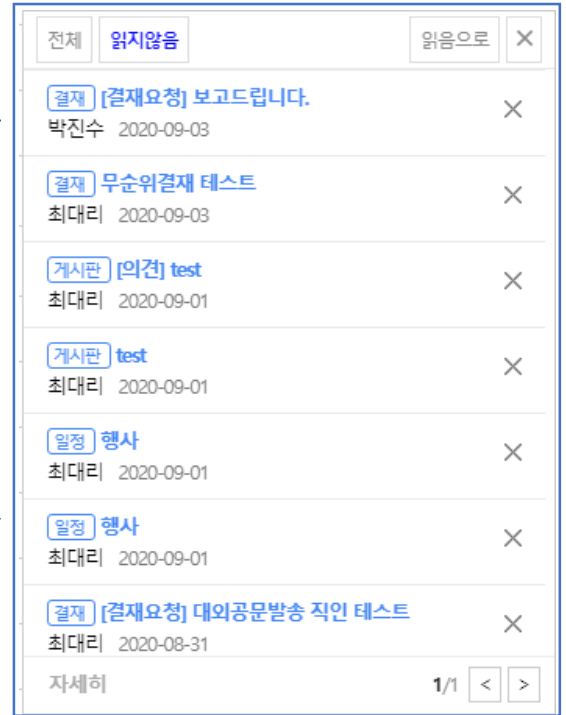 전체 읽지않음 읽음으로 ×
결재 [결재요청] 보고드립니다.
박진수 2020-09-03 ×
결재 무순위결재 테스트
최대리 2020-09-03 ×
게시판 [의견] test
최대리 2020-09-01 ×
게시판 test
최대리 2020-09-01 ×
일정 행사
최대리 2020-09-01 ×
일정 행사
최대리 2020-09-01 ×
결재 [결재요청] 대외공문발송 직인 테스트
최대리 2020-08-31 ×
자세히 1/1 < >